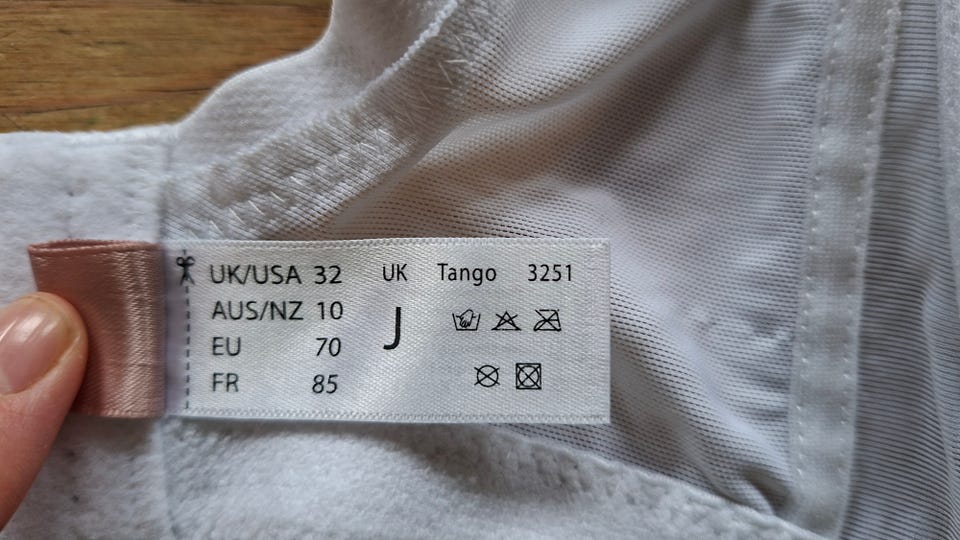 UK/USA 32 UK Tango 3251
AUS/NZ 10
J
EU 70
FR 85